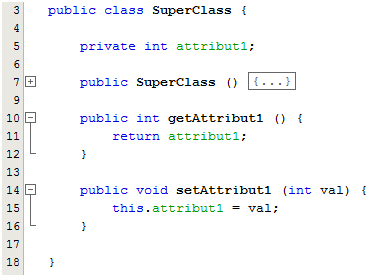 3 public class SuperClass {
4
5 private int attribut1;
6
7 public SuperClass () {...}
9
10 public int getAttribut1 () {
11 return attribut1;
12 }
13
14 public void setAttribut1 (int val) {
15 this.attribut1 = val;
16 }
17
18 }